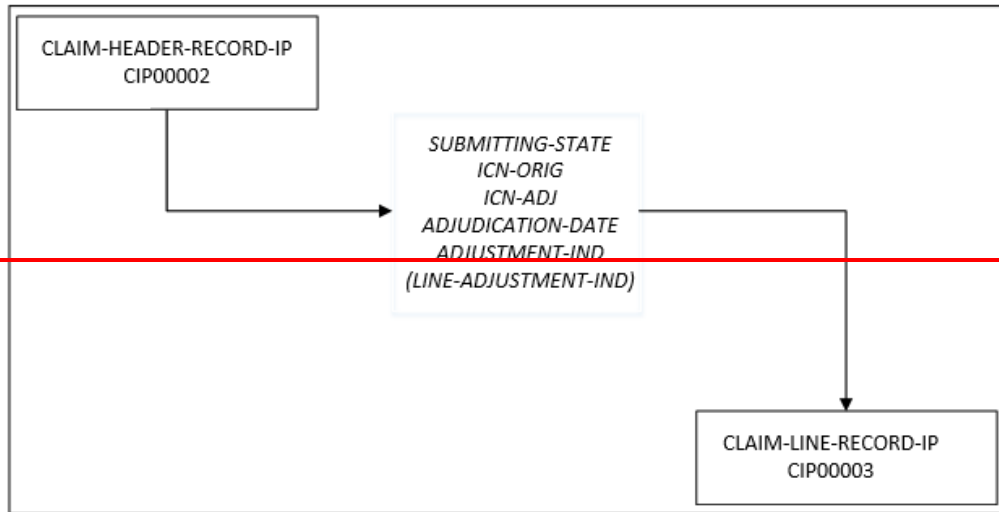 CLAIM-HEADER-RECORD-IP
CIP00002
SUBMITTING-STATE
ICN-ORIG
ICN-ADJ
ADJUDICATION-DATE
ADJUSTMENT-IND
(LINE-ADJUSTMENT-IND)
CLAIM-LINE-RECORD-IP
CIP00003